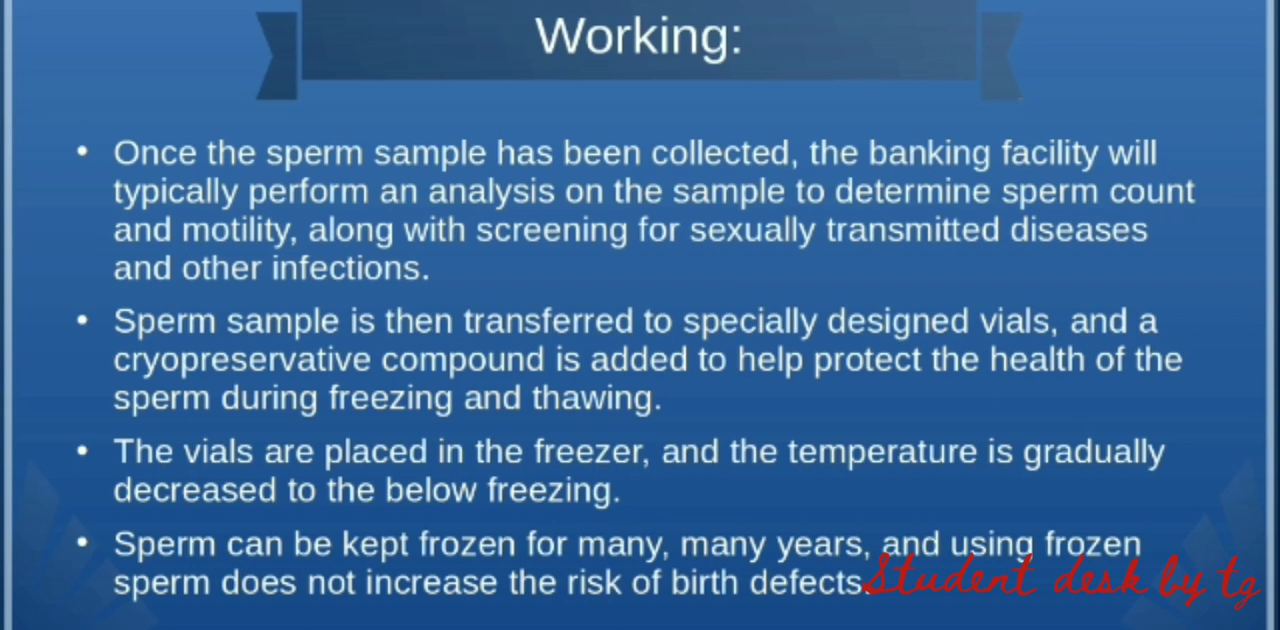 Working:
• Once the sperm sample has been collected, the banking facility will
typically perform an analysis on the sample to determine sperm count
and motility, along with screening for sexually transmitted diseases
and other infections.
• Sperm sample is then transferred to specially designed vials, and a
cryopreservative compound is added to help protect the health of the
sperm during freezing and thawing.
• The vials are placed in the freezer, and the temperature is gradually
decreased to the below freezing.
• Sperm can be kept frozen for many, many years, and using frozen
sperm does not increase the risk of birth defects.
Student desk by tg